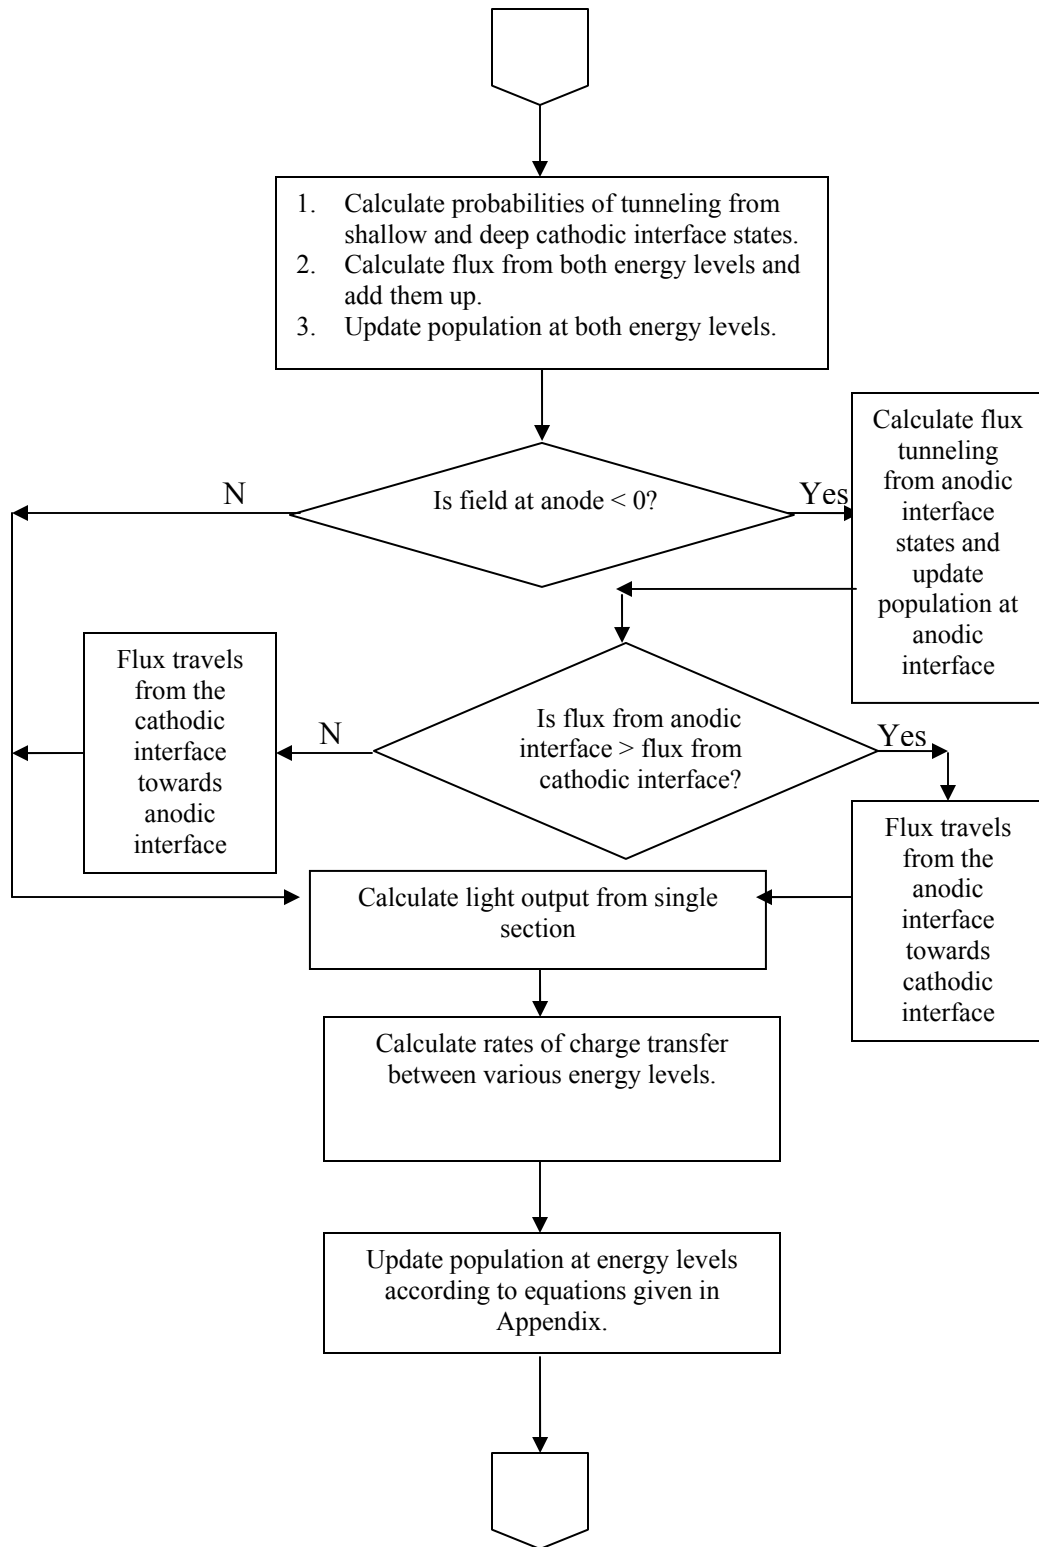 1. Calculate probabilities of tunneling from
shallow and deep cathodic interface states.
2. Calculate flux from both energy levels and
add them up.
3. Update population at both energy levels.
Is field at anode < 0?
N
Yes
Calculate flux
tunneling
from anodic
interface
states and
update
population at
anodic
interface
Is flux from anodic
interface > flux from
cathodic interface?
N
Yes
Flux travels
from the
cathodic
interface
towards
anodic
interface
Flux travels
from the
anodic
interface
towards
cathodic
interface
Calculate light output from single
section
Calculate rates of charge transfer
between various energy levels.
Update population at energy levels
according to equations given in
Appendix.